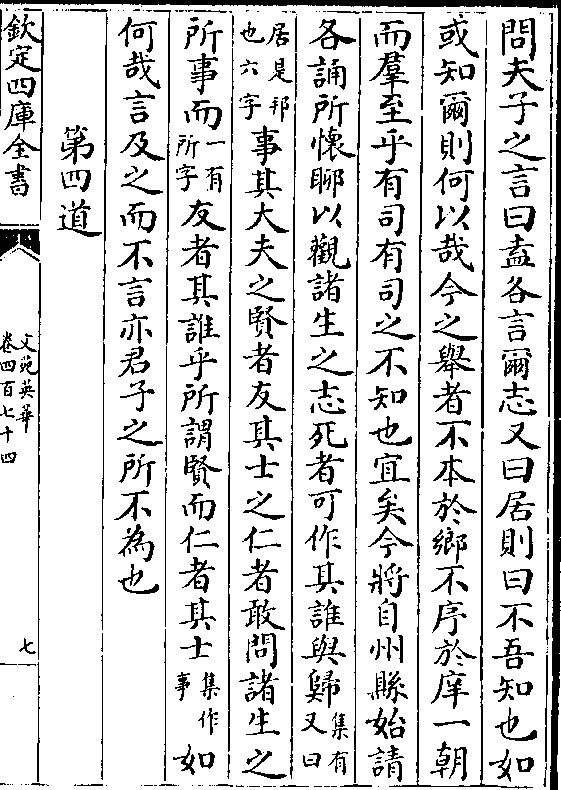 問夫子之言曰盍各言爾志又曰居則曰不吾知也如
或知爾則何以哉今之舉者不本於鄉不序於庠一朝
而羣至乎有司有司之不知也宜矣今將自州縣始請
各誦所懷聊以觀諸生之志死者可作其誰與歸集有又曰
居是邦也六字事其大夫之賢者友其士之仁者敢問諸生之
所事而一有所字友者其誰乎所謂賢而仁者其士集作事如
何哉言及之而不言亦君子之所不為也
第四道
欽定四庫全書
文苑英華
卷四百七十四
七